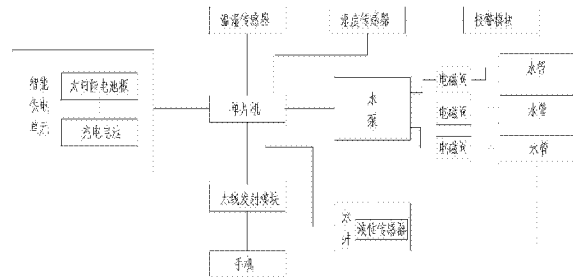 温湿传感器
湿度传感器
报警模块
智能
供电
单元
太阳能电池板
充电电法
单片机
水
泵
电磁阀
水管
电磁阀
水管
电磁阀
水管
无线发射模块
手机
水
液位传感器